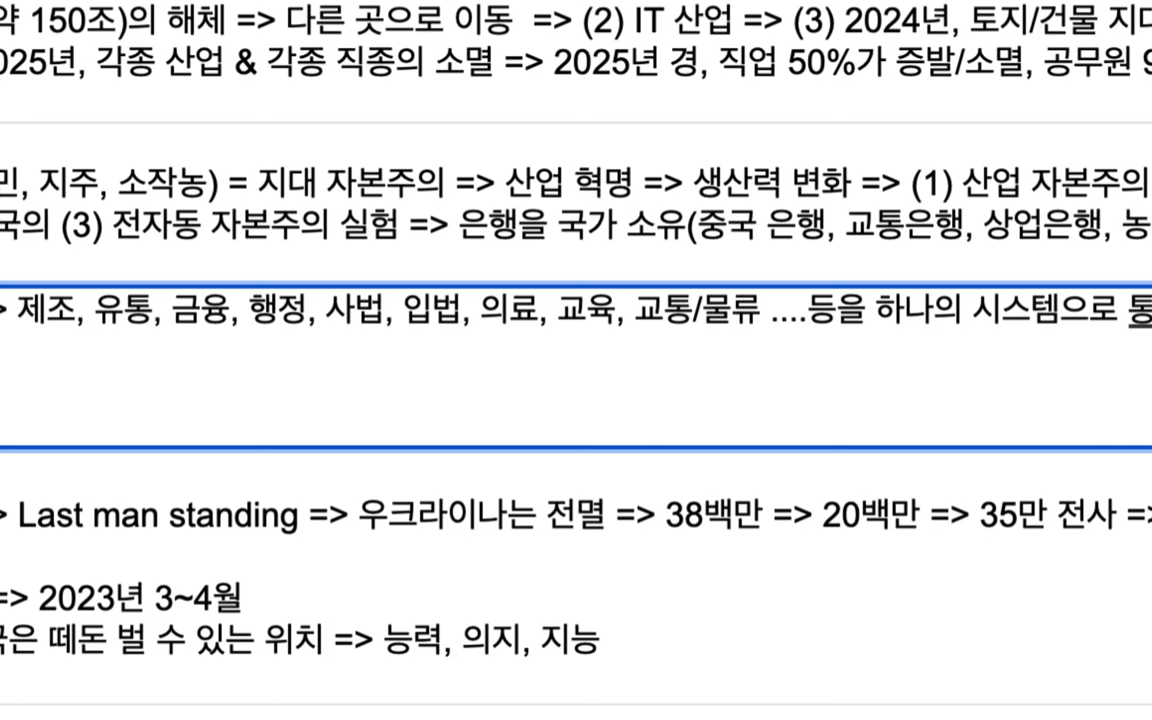 약 150조)의 해체 => 다른 곳으로 이동 => (2) IT 산업 => (3) 2024년, 토지/건물
025년, 각종 산업 & 각종 직종의 소멸 => 2025년 경, 직업 50%가 증발/소멸, 공무원
민, 지주, 소작농) = 지대 자본주의 => 산업 혁명 => 생산력 변화 => (1) 산업 자본주의
국의 (3) 전자동 자본주의 실험 => 은행을 국가 소유(중국 은행, 교통은행, 상업은행, 농
> 제조, 유통, 금융, 행정, 사법, 입법, 의료, 교육, 교통/물류 ....등을 하나의 시스템으로 통
> Last man standing => 우크라이나는 전멸 => 38백만 => 20백만 => 35만 전사 =>
=> 2023년 3~4월
떼돈 벌 수 있는 위치 => 능력, 의지, 지능